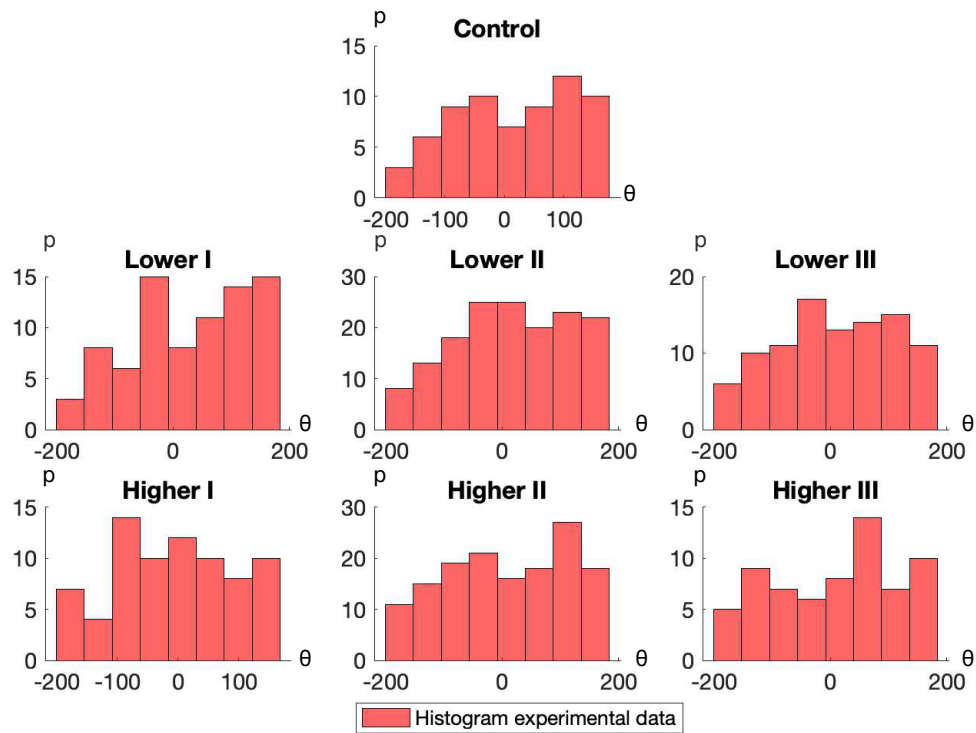 p
Control
15
10
5
0
-200 -100 0 100
θ
p
Lower I
15
10
5
0
-200 0 200
θ
p
Lower II
30
20
10
0
-200 0 200
θ
p
Lower III
20
10
0
-200 0 200
θ
p
Higher I
15
10
5
0
-200 -100 0 100
θ
p
Higher II
30
20
10
0
-200 0 200
θ
p
Higher III
15
10
5
0
-200 0 200
θ
Histogram experimental data